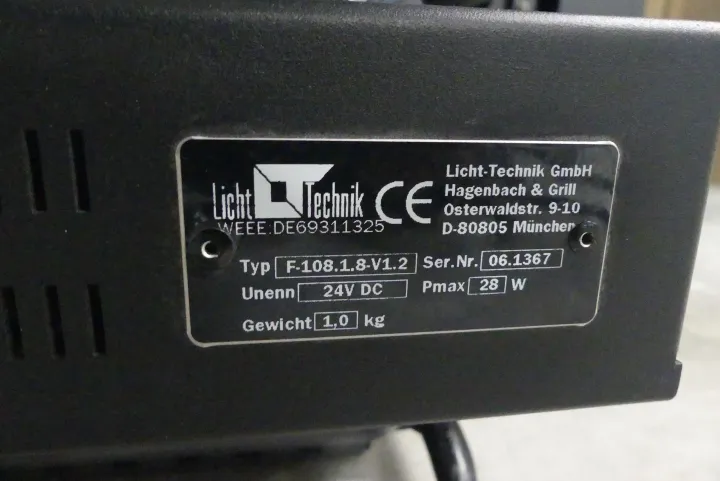 Licht Technik
WEEE.DE69311325
CE
Licht-Technik GmbH
Hagenbach & Grill
Osterwaldstr. 9-10
D-80805 München
Typ F-108.1.8-V1.2 Ser.Nr. 06.1367
Unenn 24V DC Pmax 28 W
Gewicht 1,0 kg